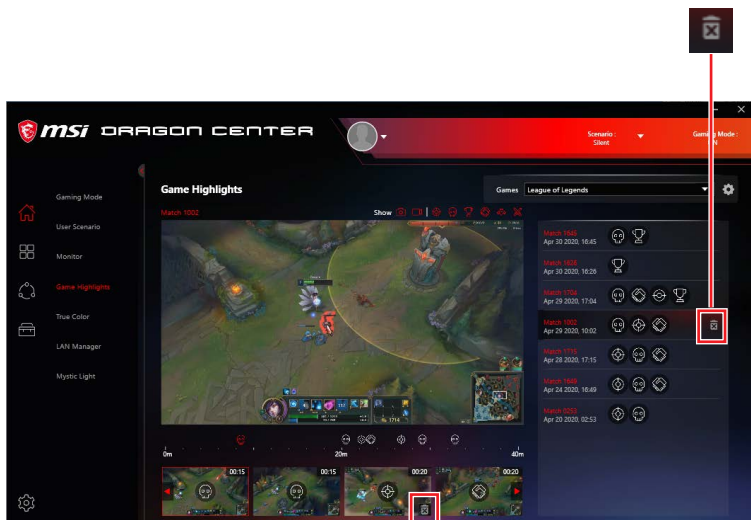 msi DRAGON CENTER
Scenario :
Silent
Gaming Mode :
Gaming Mode
User Scenario
Monitor
Game Highlights
True Color
LAN Manager
Mystic Light
Game Highlights
Games League of Legends
Match 1002
Show
Match 1645
Apr 30 2020, 16:45
Match 1626
Apr 30 2020, 16:26
Match 1704
Apr 29 2020, 17:04
Match 1002
Apr 29 2020, 10:02
Match 1715
Apr 28 2020, 17:15
Match 1649
Apr 24 2020, 16:49
Match 0253
Apr 20 2020, 02:53
1714
0m 20m 40m
00:15 00:15 00:20 00:20